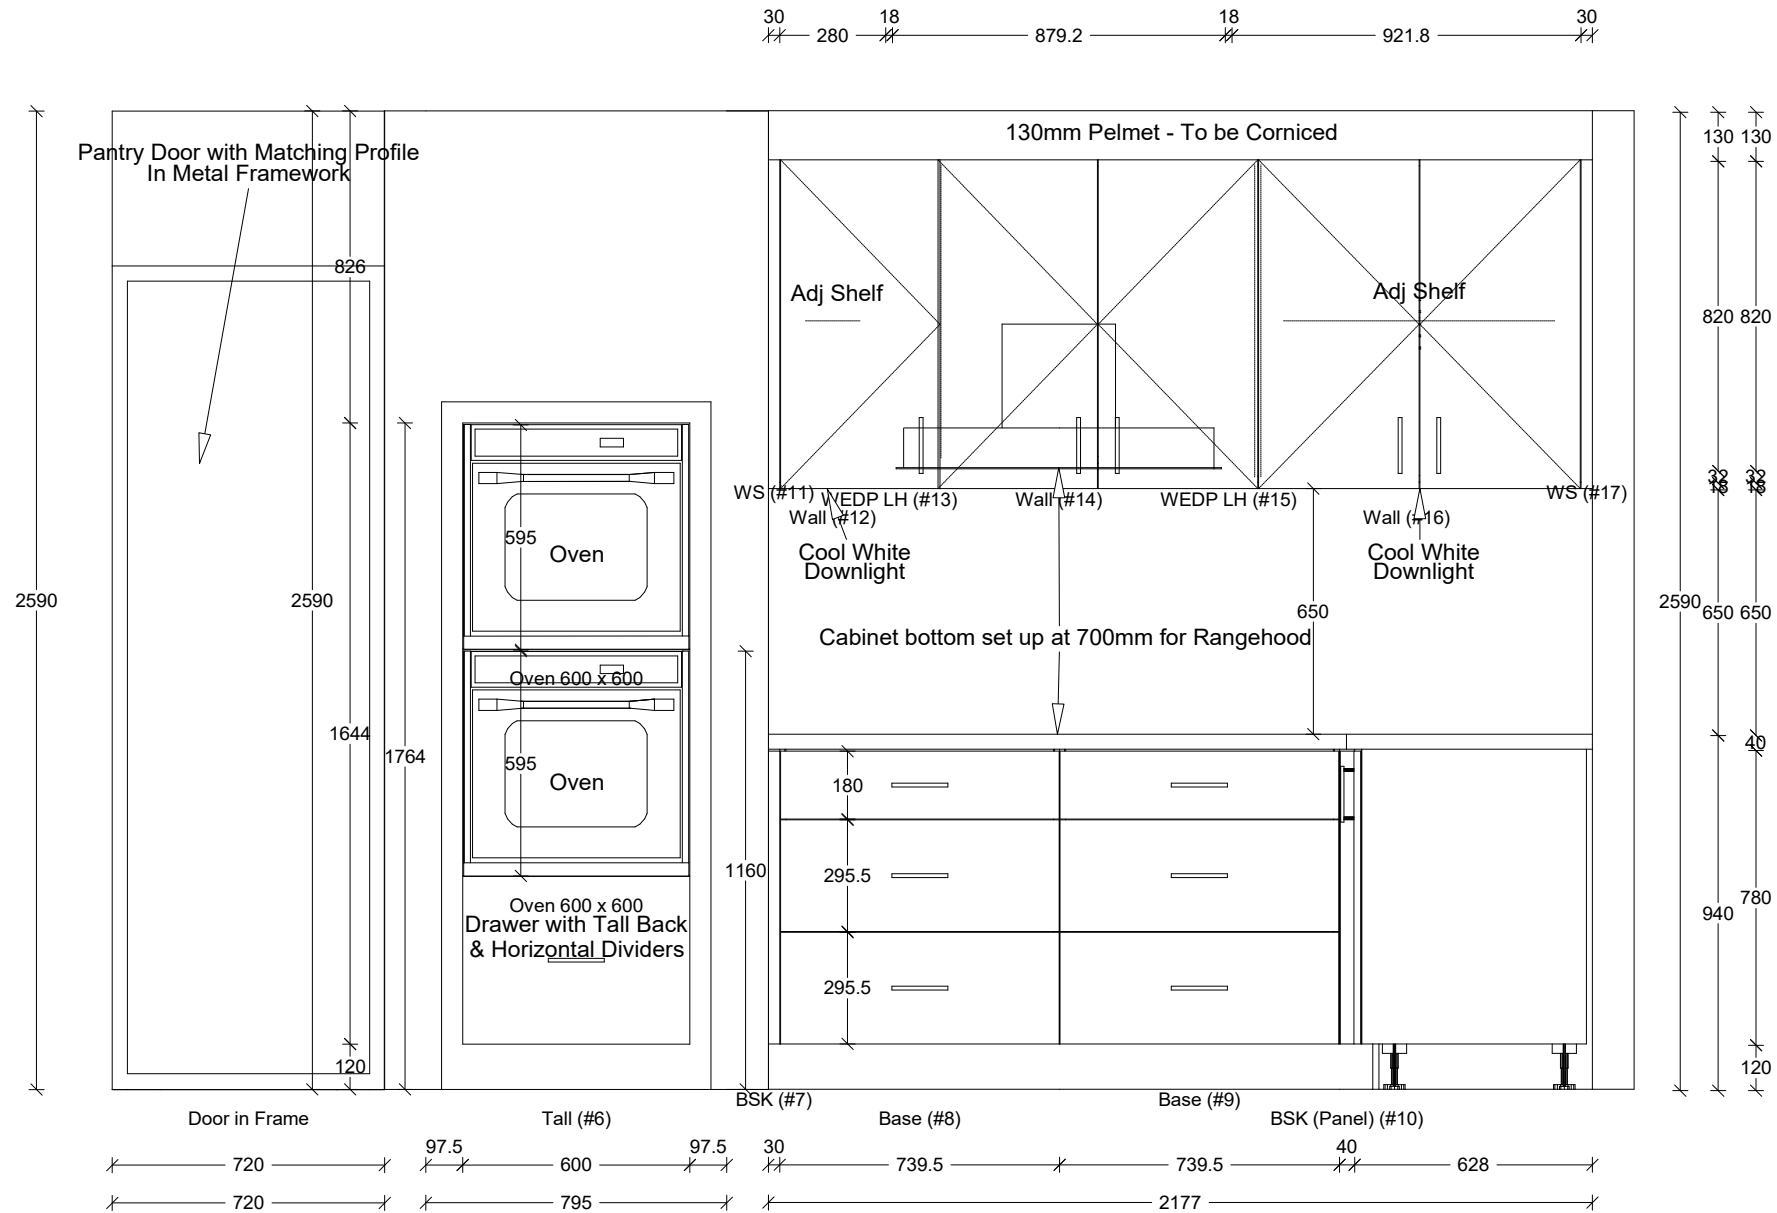 30
18
18
30
280
879.2
921.8
130mm Pelmet - To be Corniced
130
130
Pantry Door with Matching Profile
In Metal Framework
826
Adj Shelf
Adj Shelf
820
820
32
32
18
18
WS (#11)
WEDP LH (#13)
Wall (#14)
WEDP LH (#15)
WS (#17)
Wall (#12)
Wall (#16)
595
Oven
Cool White
Downlight
Cool White
Downlight
2590
2590
650
2590
650
650
Cabinet bottom set up at 700mm for Rangehood
Oven 600 x 600
1644
1764
595
Oven
40
180
1160
295.5
780
940
Oven 600 x 600
Drawer with Tall Back
& Horizontal Dividers
295.5
120
120
BSK (#7)
Base (#9)
Door in Frame
Tall (#6)
Base (#8)
BSK (Panel) (#10)
97.5
97.5
30
40
720
600
739.5
739.5
628
720
795
2177